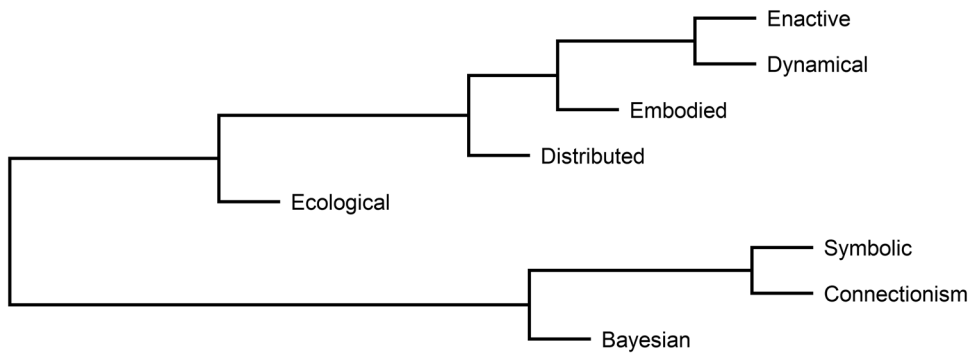 Enactive
Dynamical
Embodied
Distributed
Ecological
Symbolic
Connectionism
Bayesian